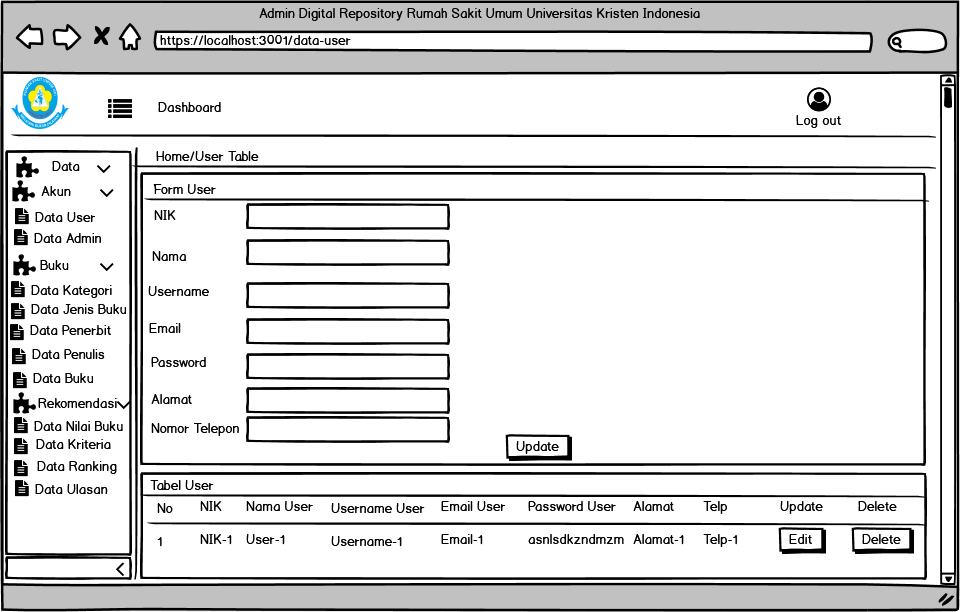 Admin Digital Repository Rumah Sakit Umum Universitas Kristen Indonesia
https://localhost:3001/data-user
Dashboard
Log out
Data
Akun
Data User
Data Admin
Buku
Data Kategori
Data Jenis Buku
Data Penerbit
Data Penulis
Data Buku
Rekomendasi
Data Nilai Buku
Data Kriteria
Data Ranking
Data Ulasan
Home/User Table
Form User
NIK
Nama
Username
Email
Password
Alamat
Nomor Telepon
Update
Tabel User
No NIK Nama User Username User Email User Password User Alamat Telp Update Delete
1 NIK-1 User-1 Username-1 Email-1 asnlsdkzndmzm Alamat-1 Telp-1 Edit Delete